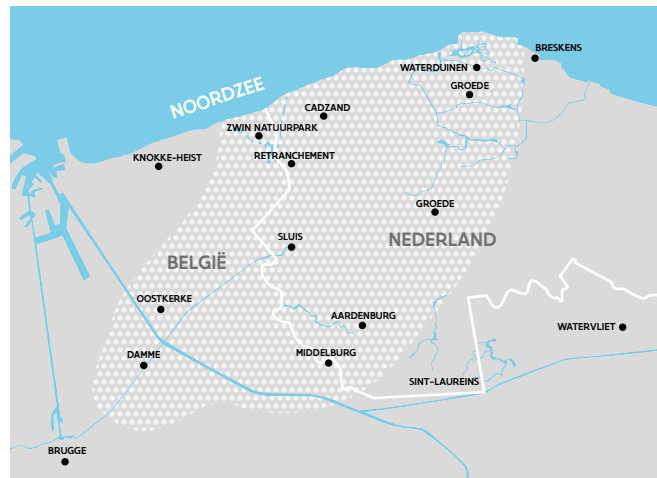 BRESKENS
WATERDUINEN
GROEDE
NOORDZEE
CADZAND
ZWIN NATUURPARK
KNOKKE-HEIST
RETRANCHEMENT
GROEDE
SLUIS
NEDERLAND
BELGIË
OOSTKERKE
AARDENBURG
WATERVLIET
DAMME
MIDDELBURG
SINT-LAUREINS
BRUGGE